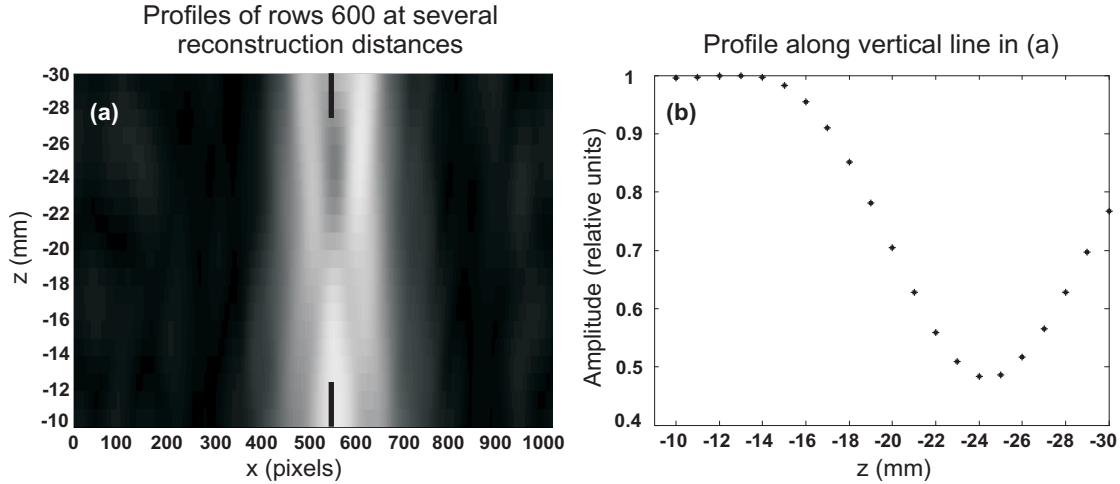 Profiles of rows 600 at several
reconstruction distances
(a)
-30
-28
-26
-24
-22
-20
-18
-16
-14
-12
-10
z (mm)
0 100 200 300 400 500 600 700 800 900 1000
x (pixels)
Profile along vertical line in (a)
(b)
1
0.9
0.8
0.7
0.6
0.5
0.4
Amplitude (relative units)
-10 -12 -14 -16 -18 -20 -22 -24 -26 -28 -30
z (mm)